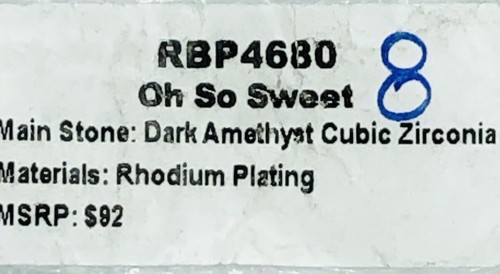 RBP4680 8
Oh So Sweet
Main Stone: Dark Amethyst Cubic Zirconia
Materials: Rhodium Plating
MSRP: $92